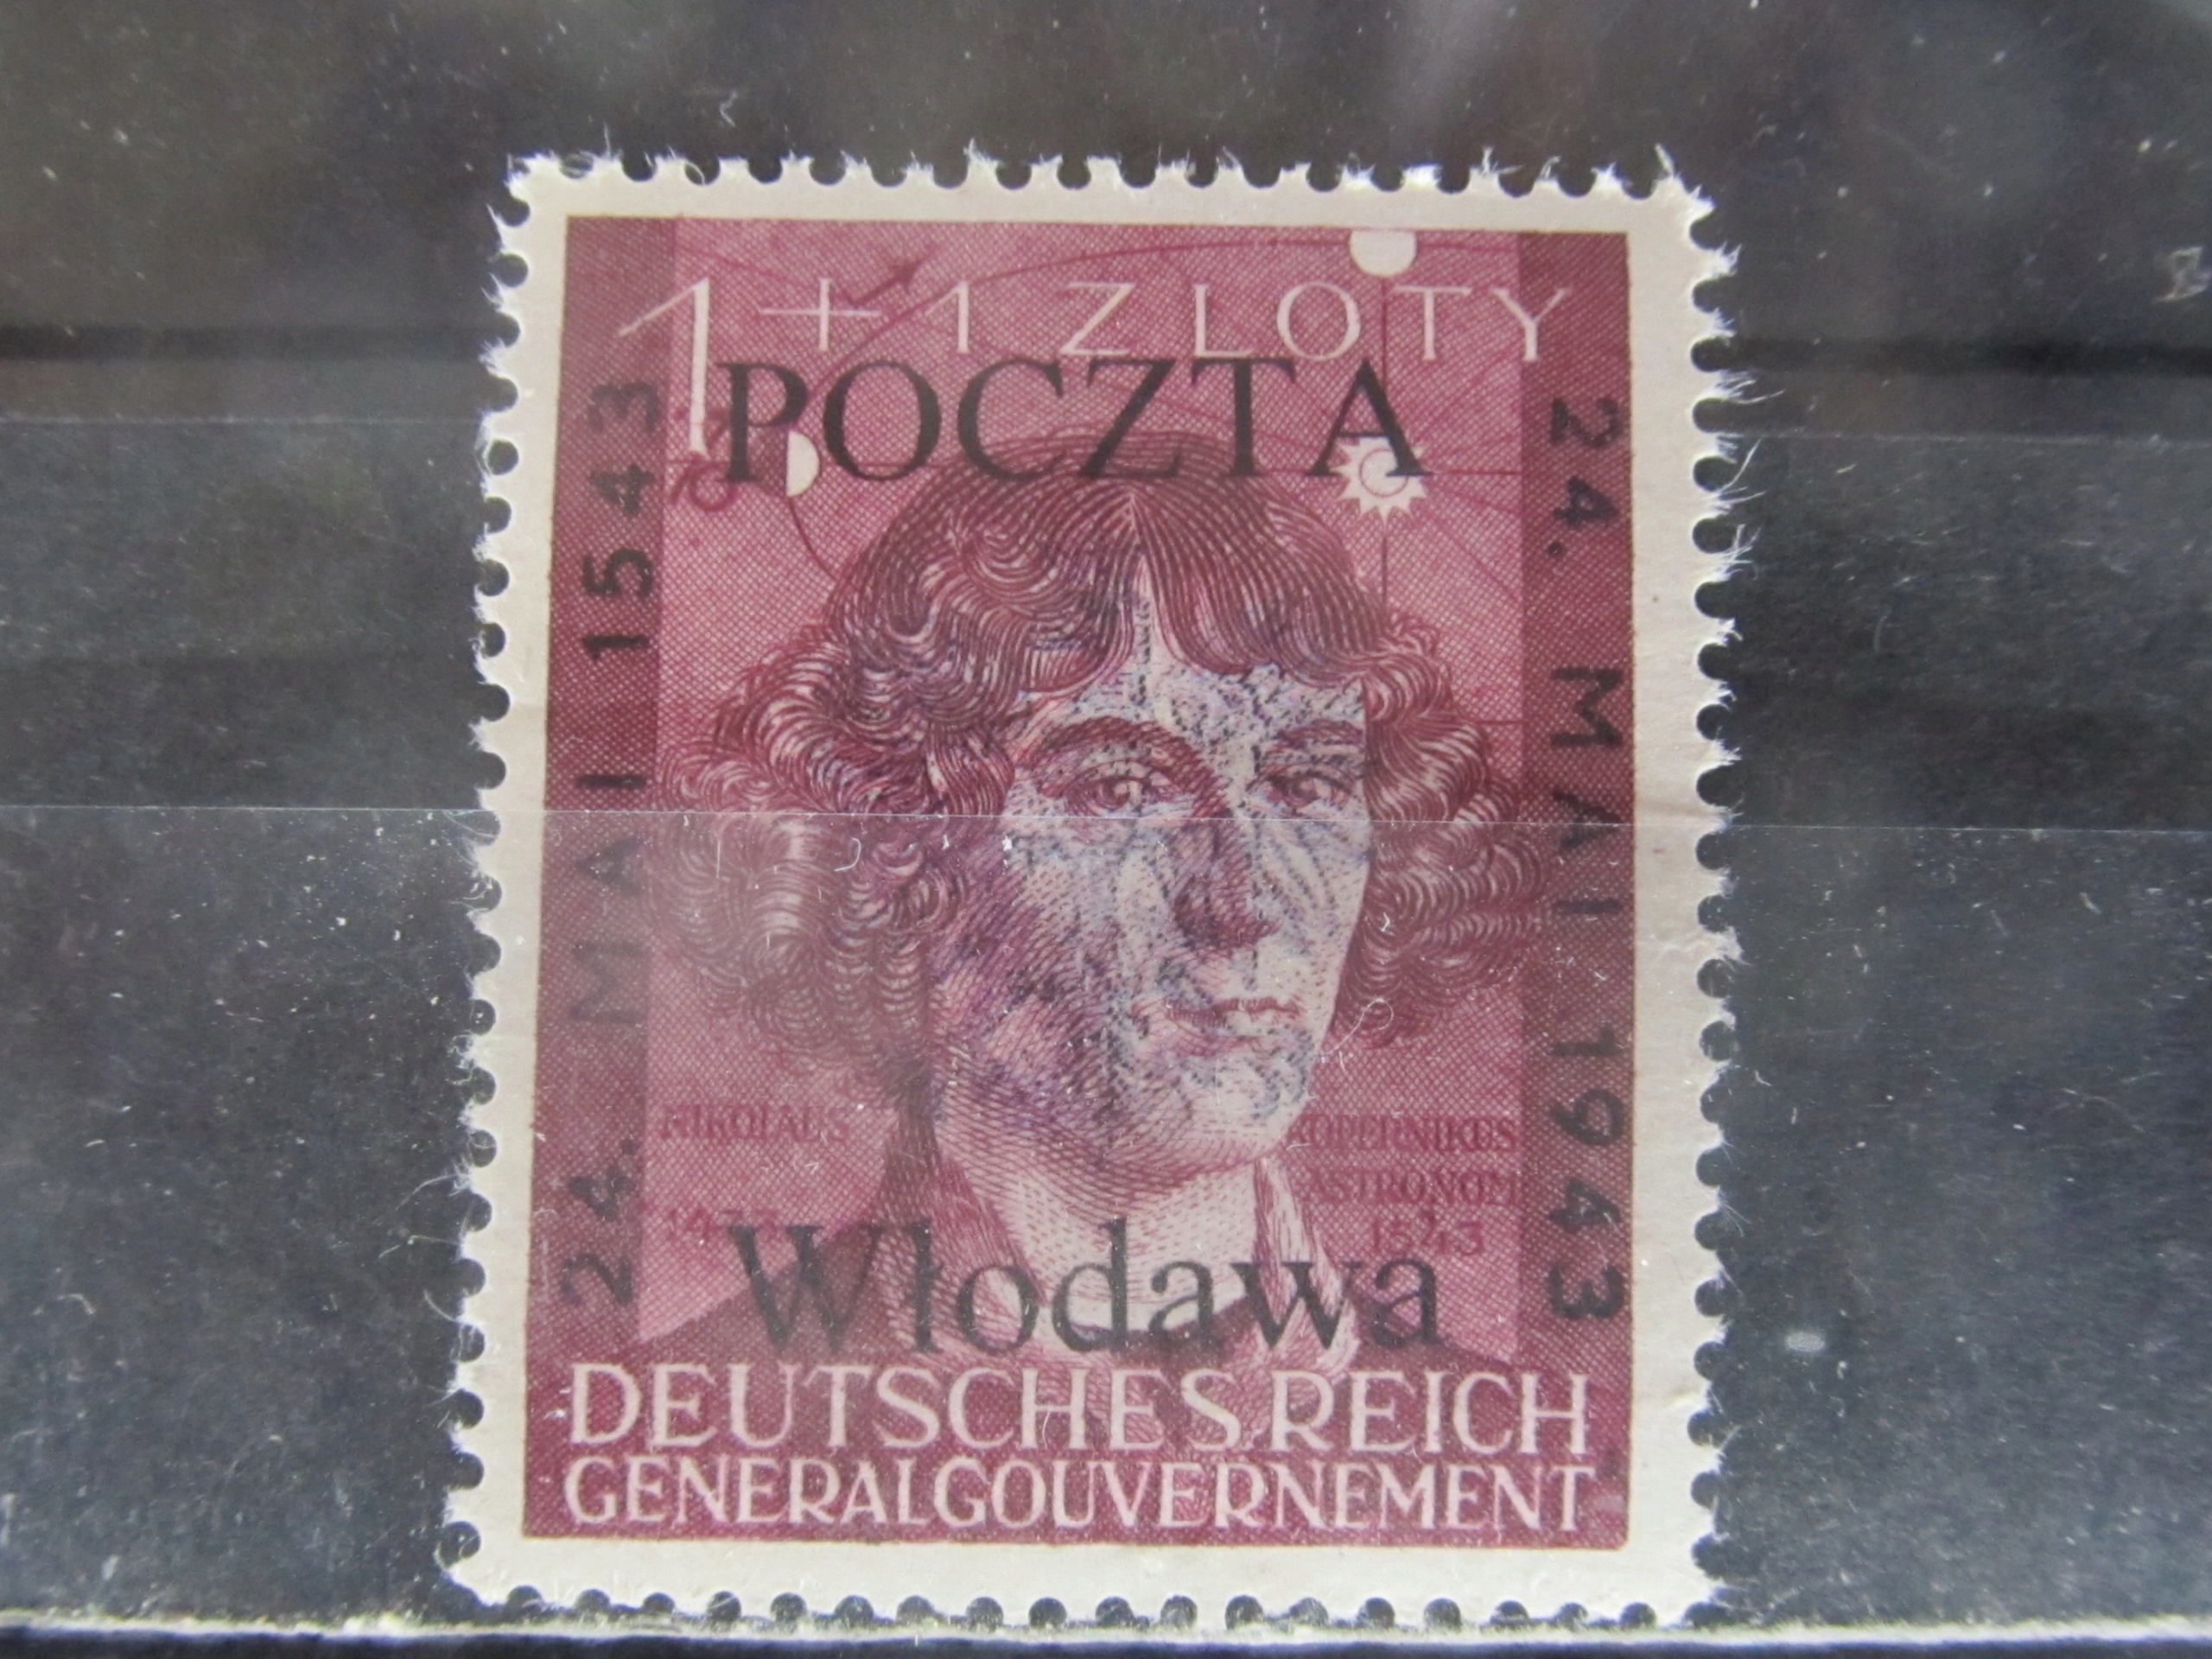 1+1 ZLOTY
POCZTA
24. MAI 1543
24. MAI 1943
NIKOLAUS
KOPERNIKUS
ASTRONOM
1543
Włodawa
DEUTSCHES REICH
GENERALGOUVERNEMENT